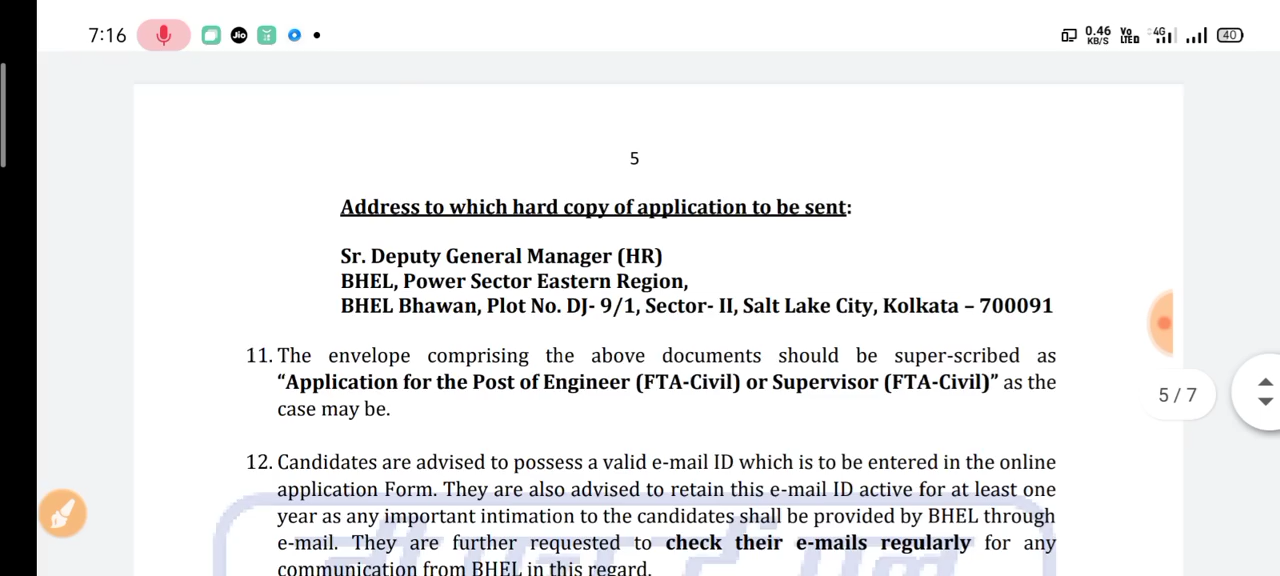 7:16
Jio
0.46
KB/S
Vo
LTE
4G
40
5
Address to which hard copy of application to be sent:
Sr. Deputy General Manager (HR)
BHEL, Power Sector Eastern Region,
BHEL Bhawan, Plot No. DJ- 9/1, Sector- II, Salt Lake City, Kolkata – 700091
11. The envelope comprising the above documents should be super-scribed as
“Application for the Post of Engineer (FTA-Civil) or Supervisor (FTA-Civil)” as the
case may be.
5 / 7
12. Candidates are advised to possess a valid e-mail ID which is to be entered in the online
application Form. They are also advised to retain this e-mail ID active for at least one
year as any important intimation to the candidates shall be provided by BHEL through
e-mail. They are further requested to check their e-mails regularly for any
communication from BHEL in this regard.